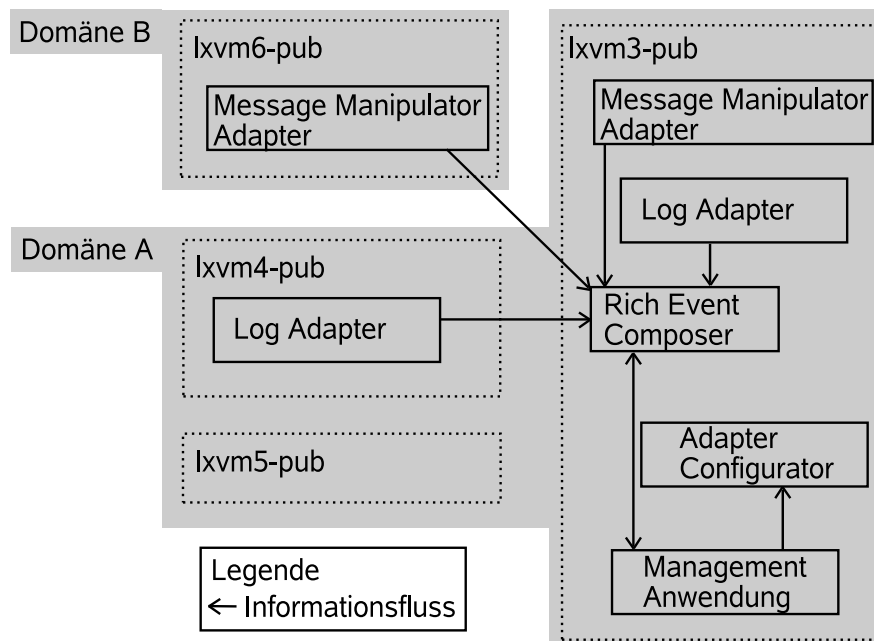 Domäne B
lxvm6-pub
Message Manipulator
Adapter
lxvm3-pub
Message Manipulator
Adapter
Log Adapter
Domäne A
lxvm4-pub
Log Adapter
Rich Event
Composer
lxvm5-pub
Adapter
Configurator
Management
Anwendung
Legende
Informationsfluss